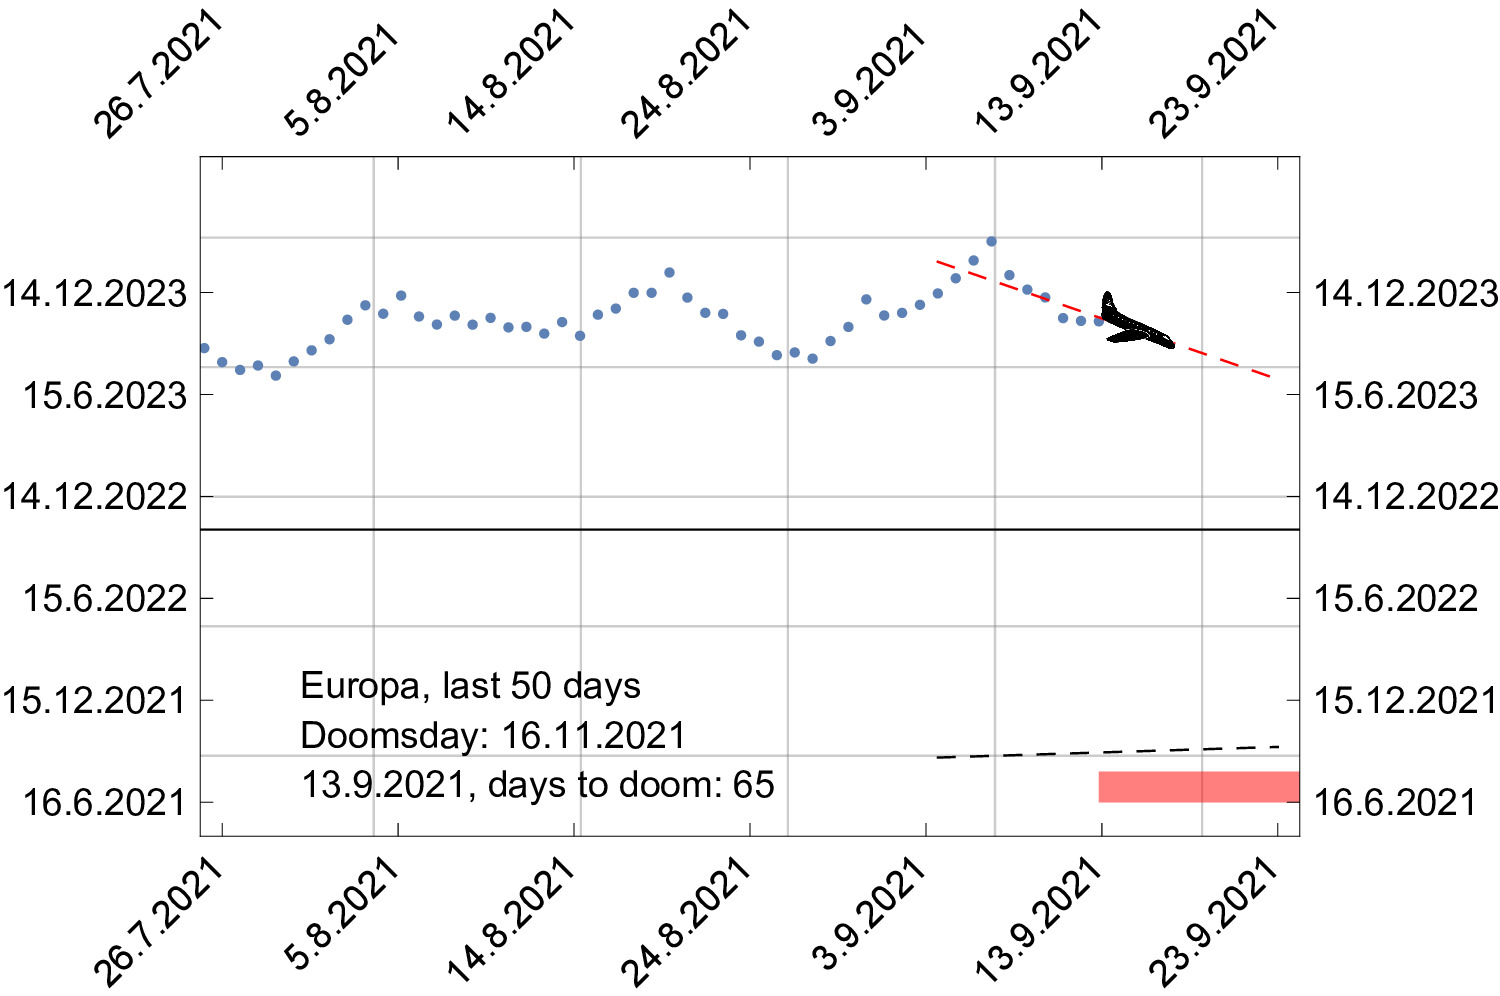 26.7.2021 5.8.2021 14.8.2021 24.8.2021 3.9.2021 13.9.2021 23.9.2021
14.12.2023 14.12.2023
15.6.2023 15.6.2023
14.12.2022 14.12.2022
15.6.2022 15.6.2022
Europa, last 50 days
15.12.2021 15.12.2021
Doomsday: 16.11.2021
13.9.2021, days to doom: 65
16.6.2021 16.6.2021
26.7.2021 5.8.2021 14.8.2021 24.8.2021 3.9.2021 13.9.2021 23.9.2021